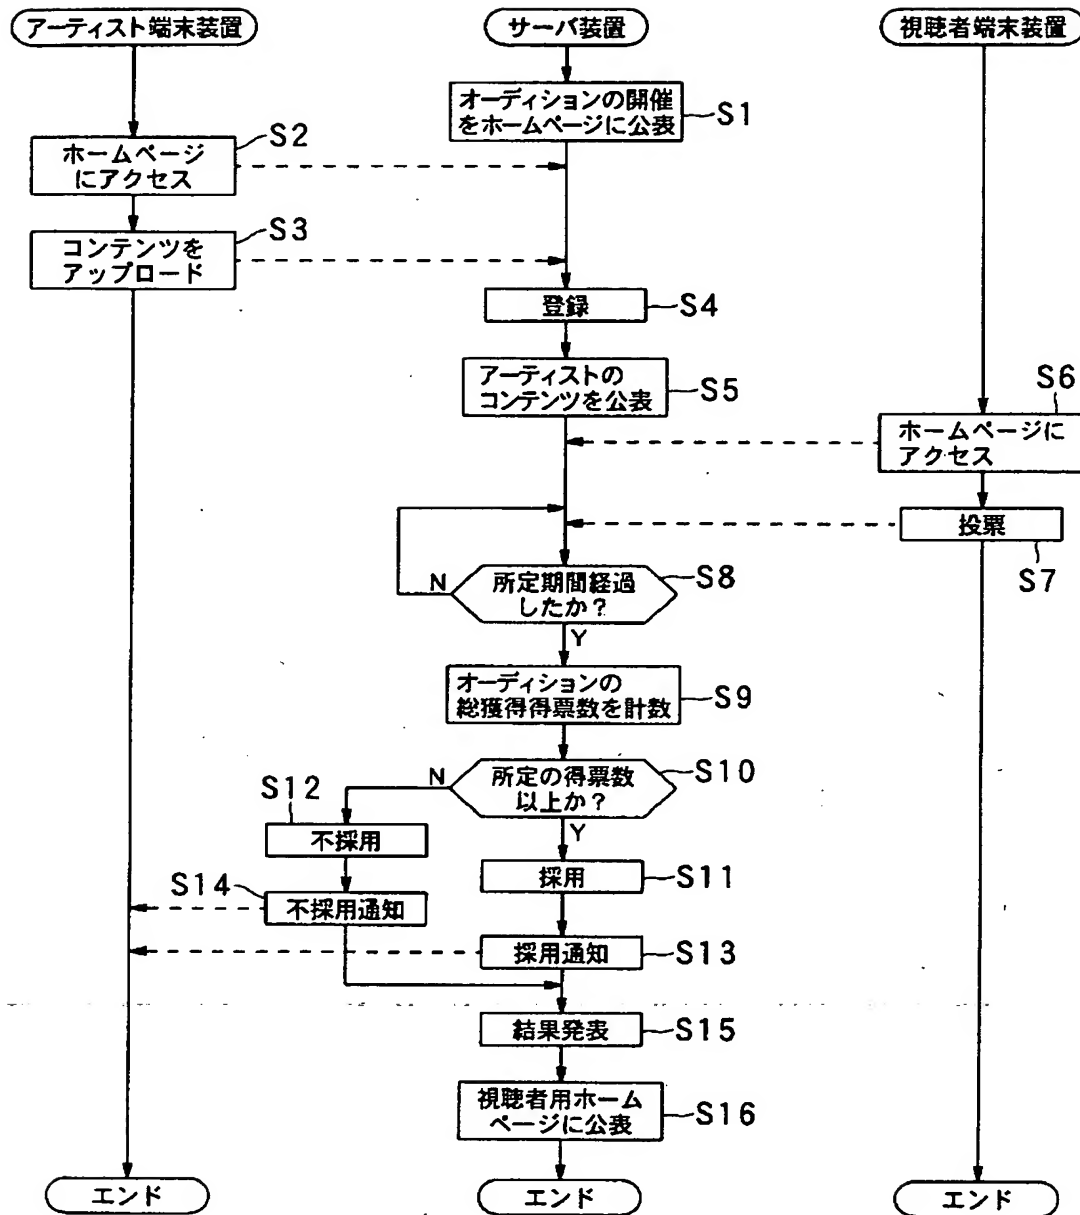 アーティスト端末装置
サーバ装置
視聴者端末装置
オーディションの開催
をホームページに公表
S1
S2
ホームページ
にアクセス
S3
コンテンツを
アップロード
登録
S4
アーティストの
コンテンツを公表
S5
S6
ホームページに
アクセス
投票
S7
N
所定期間経過
したか？
S8
Y
オーディションの
総獲得得票数を計数
S9
N
所定の得票数
以上か？
S10
S12
Y
不採用
採用
S11
S14
不採用通知
採用通知
S13
結果発表
S15
視聴者用ホーム
ページに公表
S16
エンド
エンド
エンド